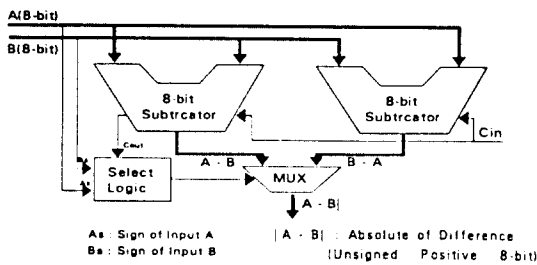 A(8-bit)
B(8-bit)
8-bit
Subtrcator
8-bit
Subtrcator
Cin
Cout
A - B
B - A
Select
Logic
MUX
A - B|
As : Sign of Input A
Bs : Sign of Input B
|A - B| : Absolute of Difference
(Unsigned Positive 8-bit)